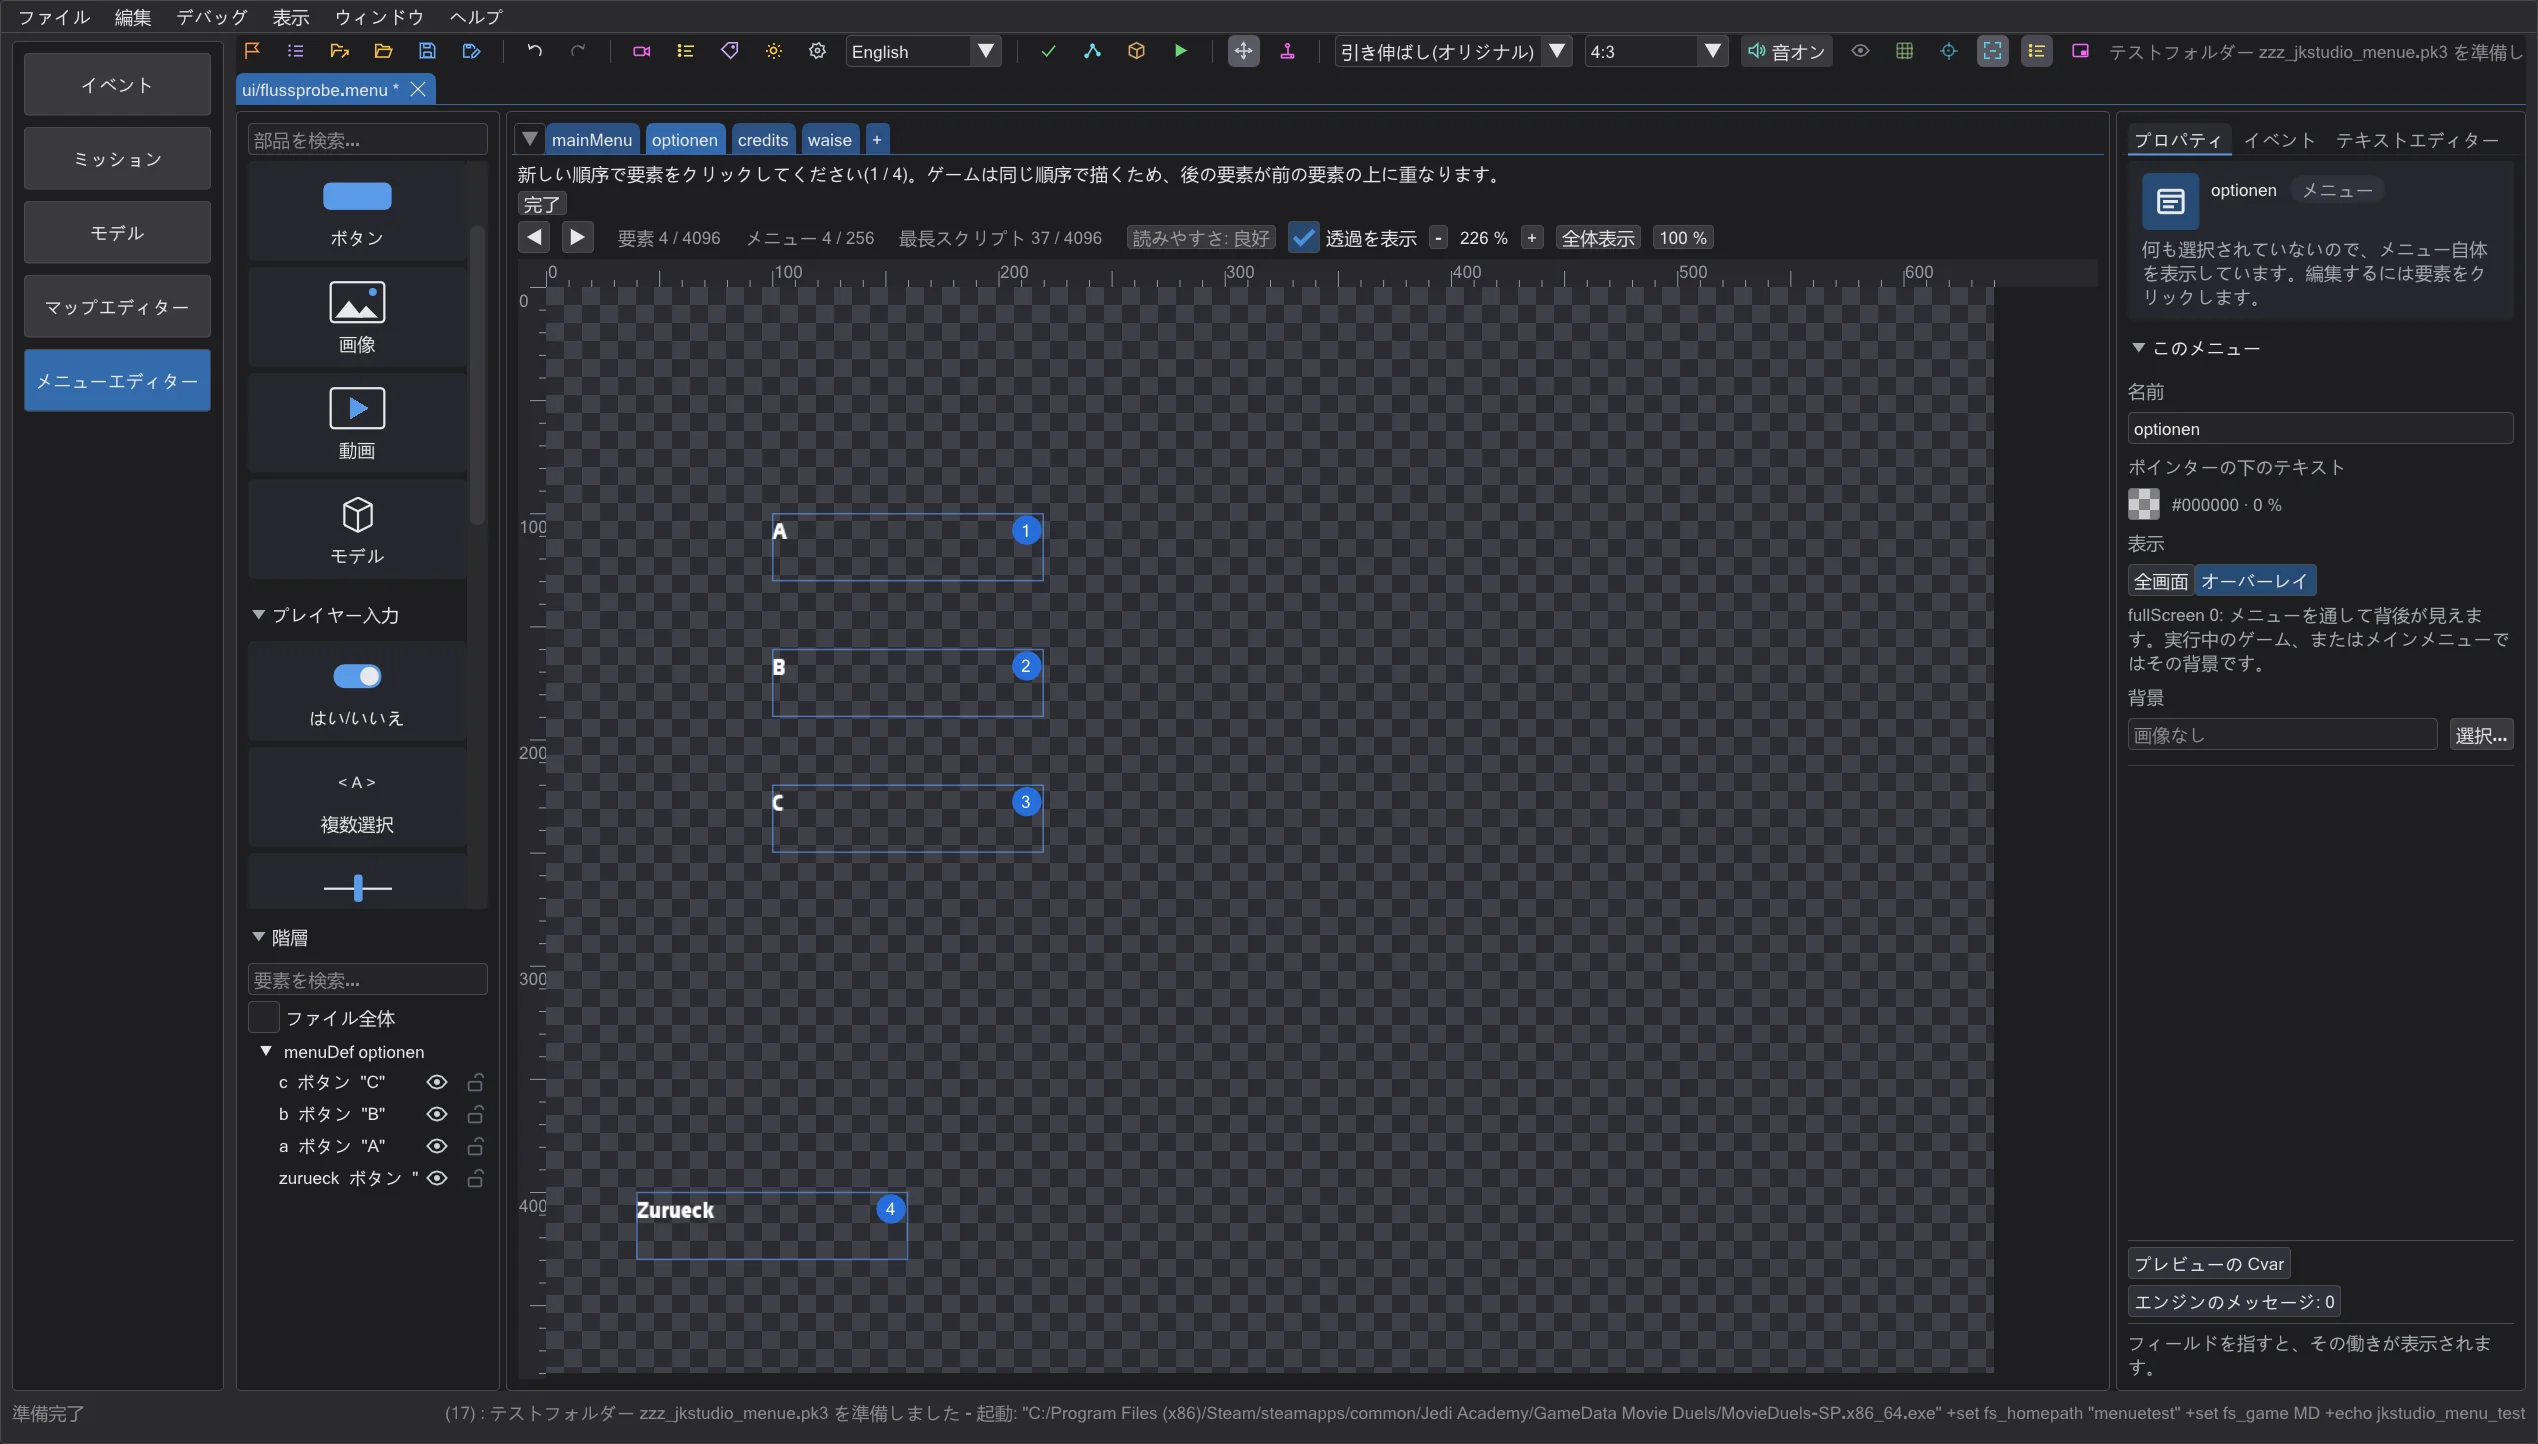 ファイル 編集 デバッグ 表示 ウィンドウ ヘルプ
イベント
ミッション
モデル
マップエディター
メニューエディター
English
引き伸ばし(オリジナル)
4:3
音オン
テストフォルダー zzz_jkstudio_menue.pk3 を準備し
ui/flussprobe.menu *
部品を検索...
ボタン
画像
動画
モデル
プレイヤー入力
はい/いいえ
< A >
複数選択
階層
要素を検索...
ファイル全体
menuDef optionen
c ボタン "C"
b ボタン "B"
a ボタン "A"
zurueck ボタン "
mainMenu optionen credits waise +
新しい順序で要素をクリックしてください(1 / 4)。ゲームは同じ順序で描くため、後の要素が前の要素の上に重なります。
完了
要素 4 / 4096 メニュー 4 / 256 最長スクリプト 37 / 4096 読みやすさ: 良好 透過を表示 - 226 % + 全体表示 100 %
0 100 200 300 400 500 600
0
100
200
300
400
A 1
B 2
C 3
Zurueck 4
プロパティ イベント テキストエディター
optionen メニュー
何も選択されていないので、メニュー自体
を表示しています。編集するには要素をク
リックします。
このメニュー
名前
optionen
ポインターの下のテキスト
#000000 · 0 %
表示
全画面 オーバーレイ
fullScreen 0: メニューを通して背後が見えま
す。実行中のゲーム、またはメインメニューで
はその背景です。
背景
画像なし 選択...
プレビューの Cvar
エンジンのメッセージ: 0
フィールドを指すと、その働きが表示されま
す。
準備完了
(17) : テストフォルダー zzz_jkstudio_menue.pk3 を準備しました - 起動: "C:/Program Files (x86)/Steam/steamapps/common/Jedi Academy/GameData Movie Duels/MovieDuels-SP.x86_64.exe" +set fs_homepath "menuetest" +set fs_game MD +echo jkstudio_menu_test